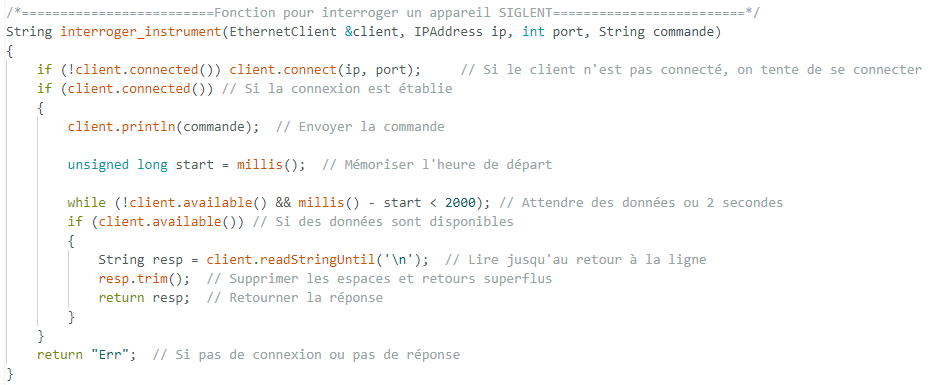 /*=========================Fonction pour interroger un appareil SIGLENT=========================*/
String interroger_instrument(EthernetClient &client, IPAddress ip, int port, String commande)
{
    if (!client.connected()) client.connect(ip, port);     // Si le client n'est pas connecté, on tente de se connecter
    if (client.connected()) // Si la connexion est établie
    {
        client.println(commande);  // Envoyer la commande

        unsigned long start = millis();  // Mémoriser l'heure de départ

        while (!client.available() && millis() - start < 2000); // Attendre des données ou 2 secondes
        if (client.available()) // Si des données sont disponibles
        {
            String resp = client.readStringUntil('\n');  // Lire jusqu'au retour à la ligne
            resp.trim();  // Supprimer les espaces et retours superflus
            return resp;  // Retourner la réponse
        }
    }
    return "Err";  // Si pas de connexion ou pas de réponse
}